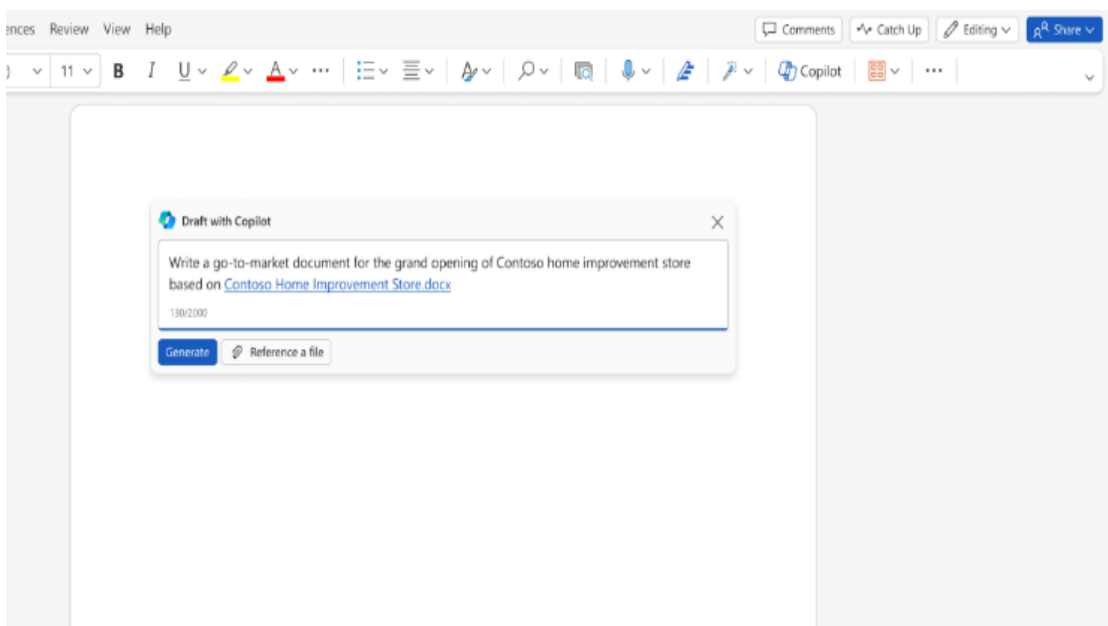 Review View Help
Comments Catch Up Editing Share
11 B I U A Copilot
Draft with Copilot
Write a go-to-market document for the grand opening of Contoso home improvement store
based on Contoso Home Improvement Store.docx
130/2000
Generate Reference a file